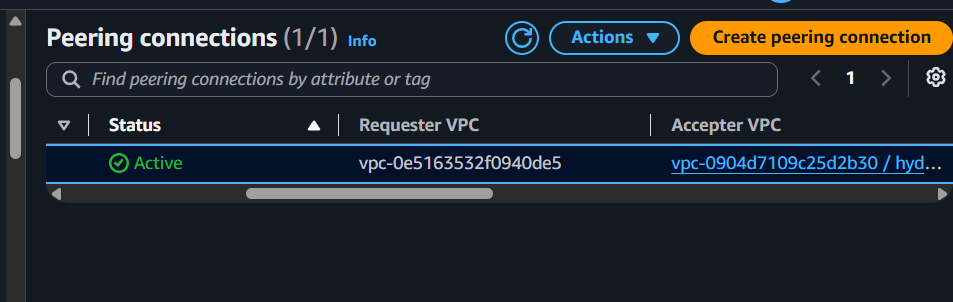 Peering connections (1/1) Info Actions Create peering connection
Find peering connections by attribute or tag 1
Status Requester VPC Accepter VPC
Active vpc-0e5163532f0940de5 vpc-0904d7109c25d2b30 / hyd...